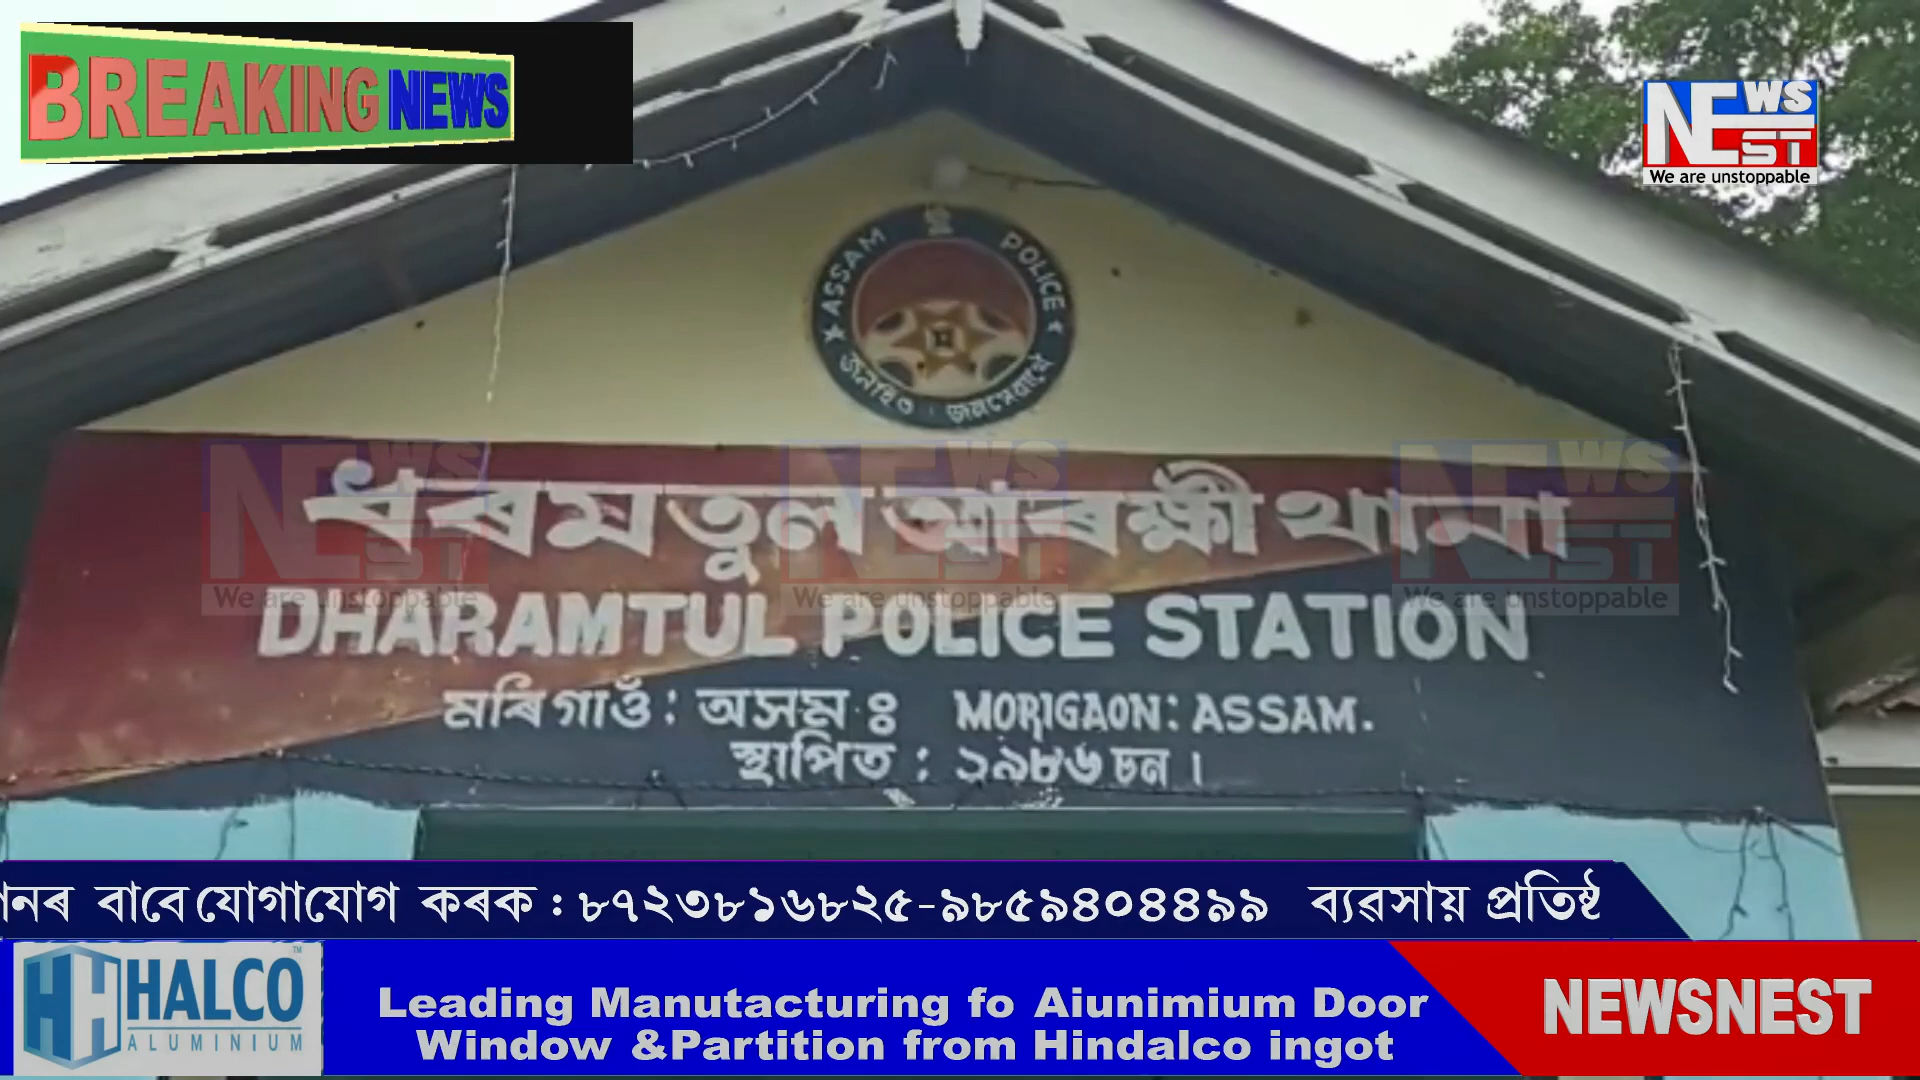 BREAKING NEWS
NEWS
NEST
We are unstoppable
ASSAM POLICE
ধৰমতুল আৰক্ষী থানা
DHARAMTUL POLICE STATION
মৰিগাওঁ : অসম ঃ MORIGAON: ASSAM.
স্থাপিত : ১৯৮৬ চন ।
নৰ বাবে যোগাযোগ কৰক : ৮৭২৩৮১৬৮২৫-৯৮৫৯৪০৪৪৯৯ ব্যৱসায় প্ৰতিষ্ঠ
HALCO
ALUMINIUM
Leading Manutacturing fo Aiunimium Door
Window &Partition from Hindalco ingot
NEWSNEST